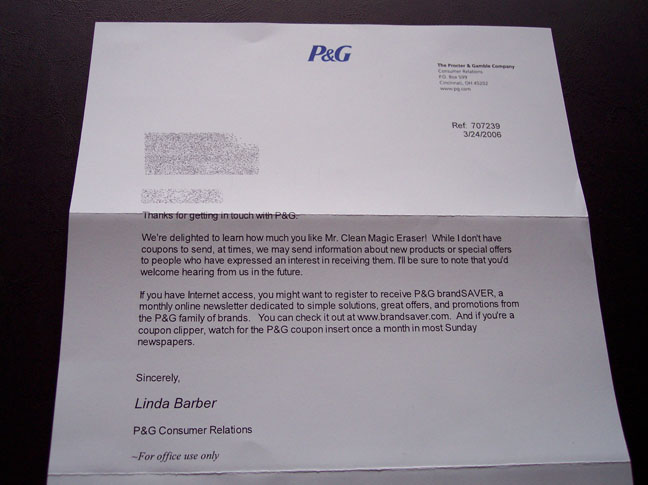 P&G
The Procter & Gamble Company
Consumer Relations
P.O. Box 599
Cincinnati, OH 45202
www.pg.com
Ref: 707239
3/24/2006
Thanks for getting in touch with P&G.
We're delighted to learn how much you like Mr. Clean Magic Eraser!  While I don't have
coupons to send, at times, we may send information about new products or special offers
to people who have expressed an interest in receiving them. I'll be sure to note that you'd
welcome hearing from us in the future.
If you have Internet access, you might want to register to receive P&G brandSAVER, a
monthly online newsletter dedicated to simple solutions, great offers, and promotions from
the P&G family of brands.   You can check it out at www.brandsaver.com.  And if you're a
coupon clipper, watch for the P&G coupon insert once a month in most Sunday
newspapers.
Sincerely,
Linda Barber
P&G Consumer Relations
~For office use only